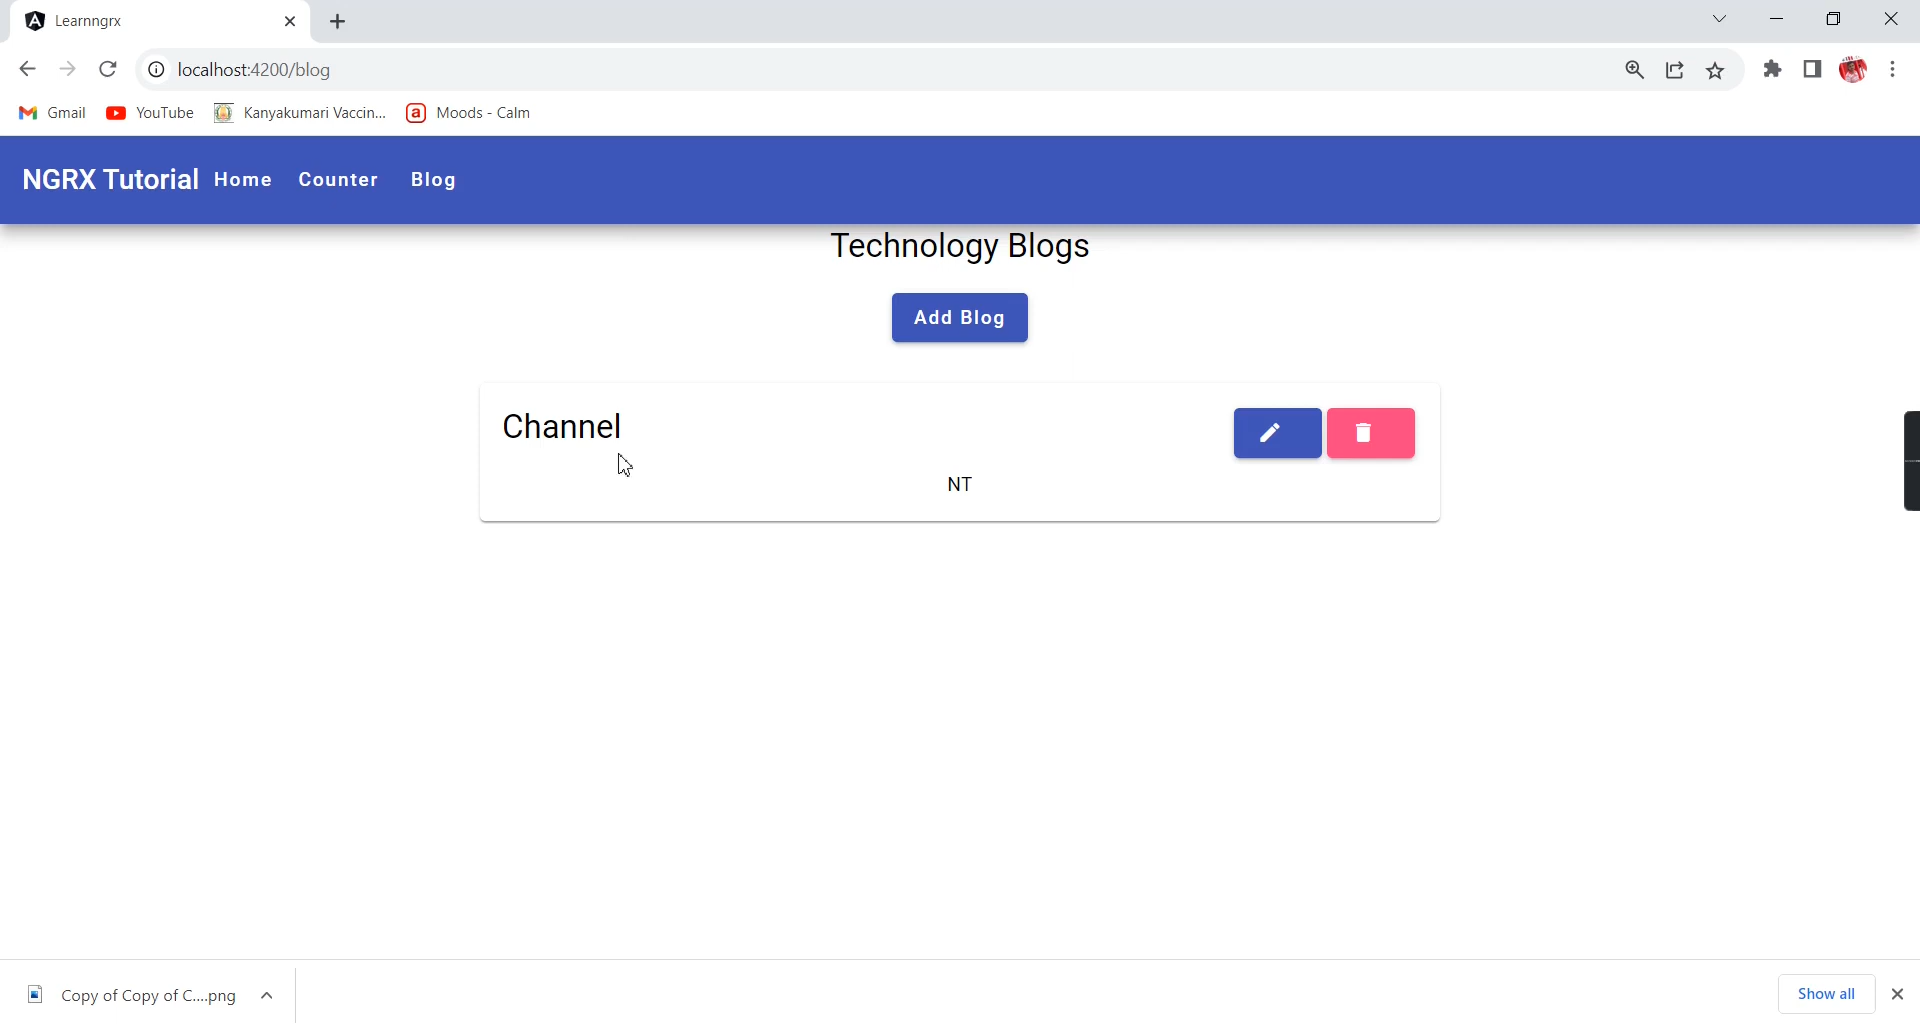 Learnngrx
localhost:4200/blog
Gmail YouTube Kanyakumari Vaccin... a Moods - Calm
NGRX Tutorial Home Counter Blog
Technology Blogs
Add Blog
Channel
NT
Copy of Copy of C....png Show all